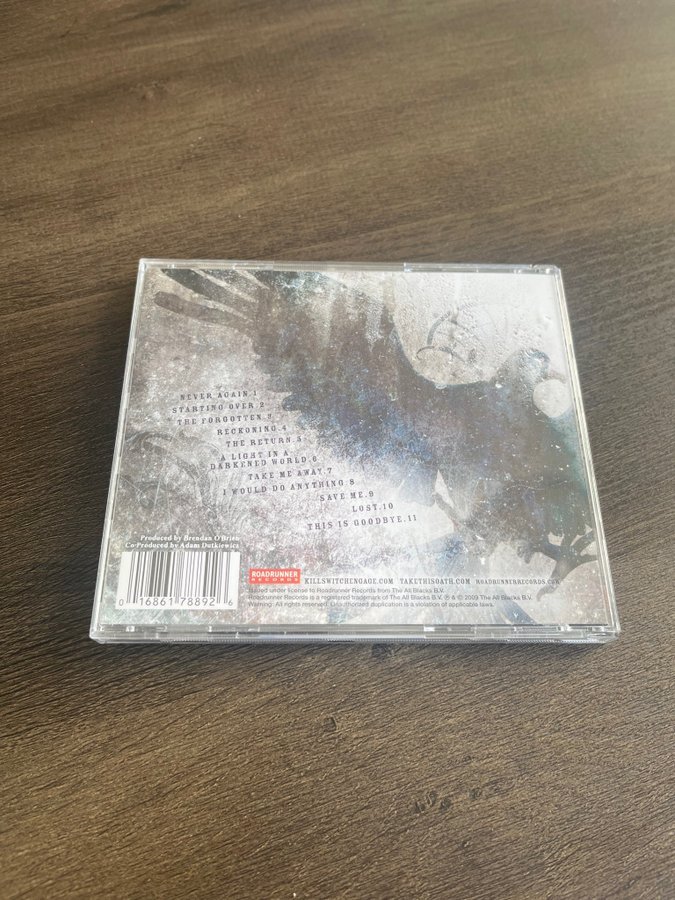 NEVER AGAIN.1
STARTING OVER.2
THE FORGOTTEN.3
RECKONING.4
THE RETURN.5
A LIGHT IN A
DARKENED WORLD.6
TAKE ME AWAY.7
I WOULD DO ANYTHING.8
SAVE ME.9
LOST.10
THIS IS GOODBYE.11
Produced by Brendan O'Brien
Co-Produced by Adam Dutkiewicz
0 16861 78892 6
ROADRUNNER
RECORDS
KILLSWITCHENGAGE.COM TAKETHISOATH.COM ROADRUNNERRECORDS.COM
Issued under license to Roadrunner Records from The All Blacks B.V.
Roadrunner Records is a registered trademark of The All Blacks B.V. ℗ & © 2009 The All Blacks B.V.
Warning: All rights reserved. Unauthorized duplication is a violation of applicable laws.